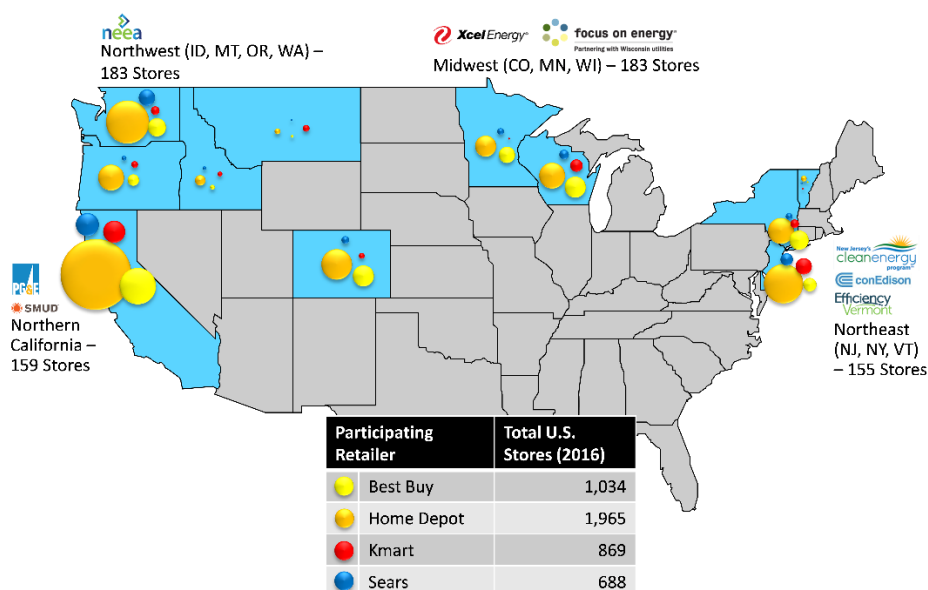 neea
Northwest (ID, MT, OR, WA) –
183 Stores
Xcel Energy®
focus on energy®
Partnering with Wisconsin utilities
Midwest (CO, MN, WI) – 183 Stores
PG&E
SMUD
Northern
California –
159 Stores
New Jersey's
cleanenergy
program
conEdison
Efficiency
Vermont
Northeast
(NJ, NY, VT)
– 155 Stores
Participating Retailer Total U.S. Stores (2016)
Best Buy 1,034
Home Depot 1,965
Kmart 869
Sears 688